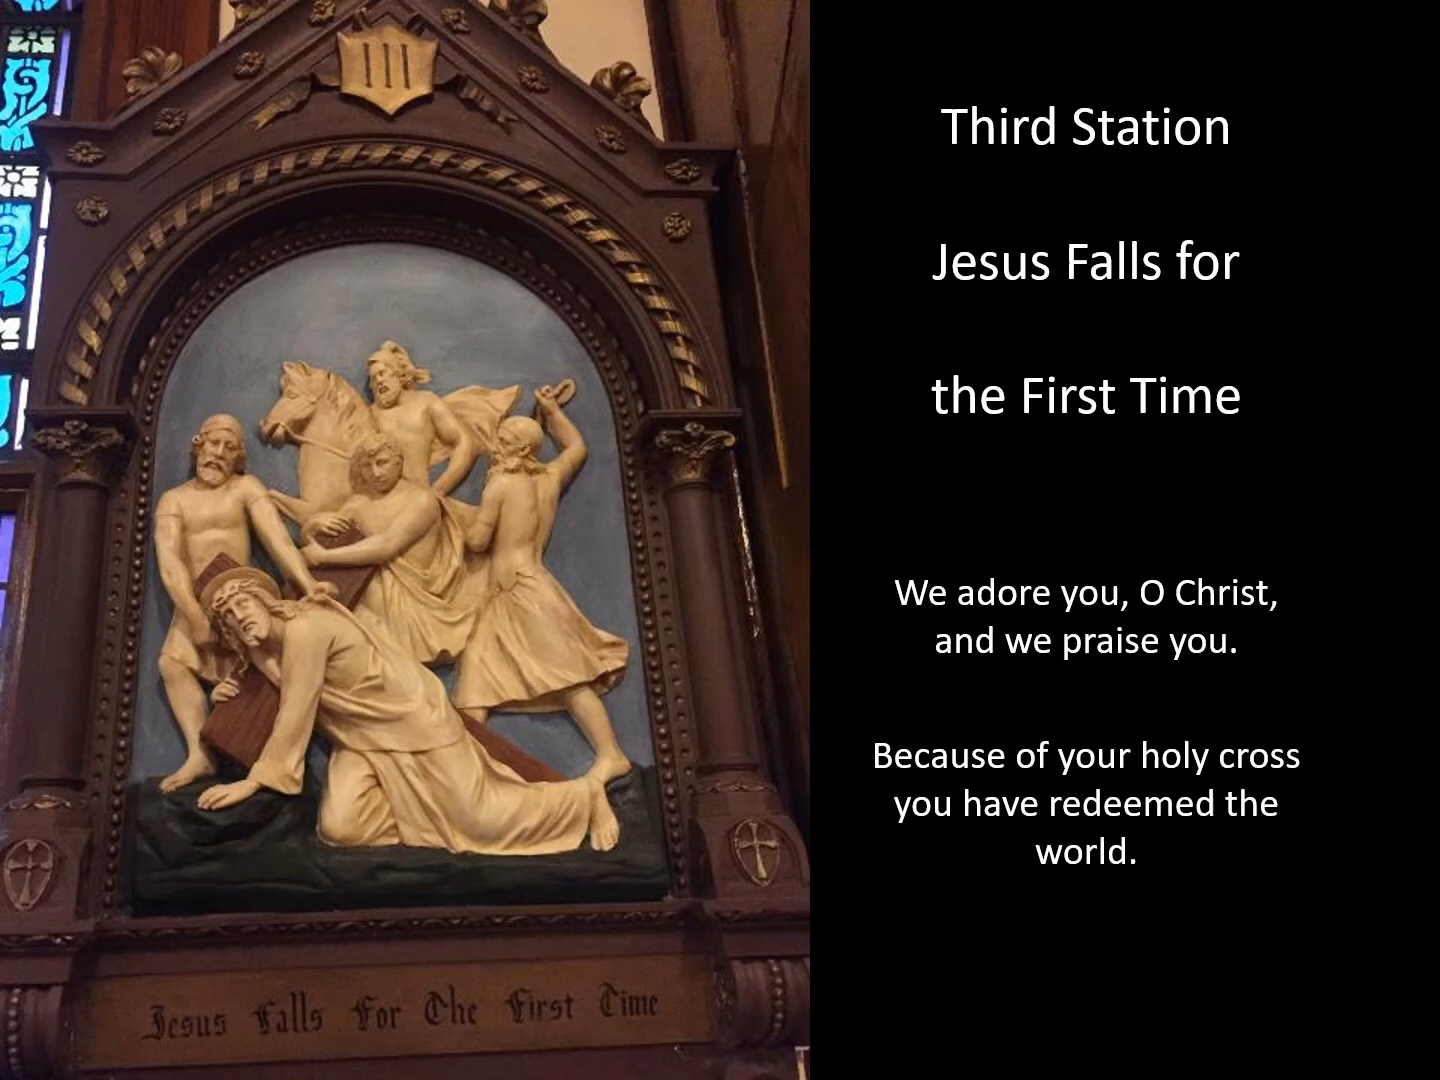 III
Jesus Falls For The First Time
Third Station
Jesus Falls for
the First Time
We adore you, O Christ,
and we praise you.
Because of your holy cross
you have redeemed the
world.